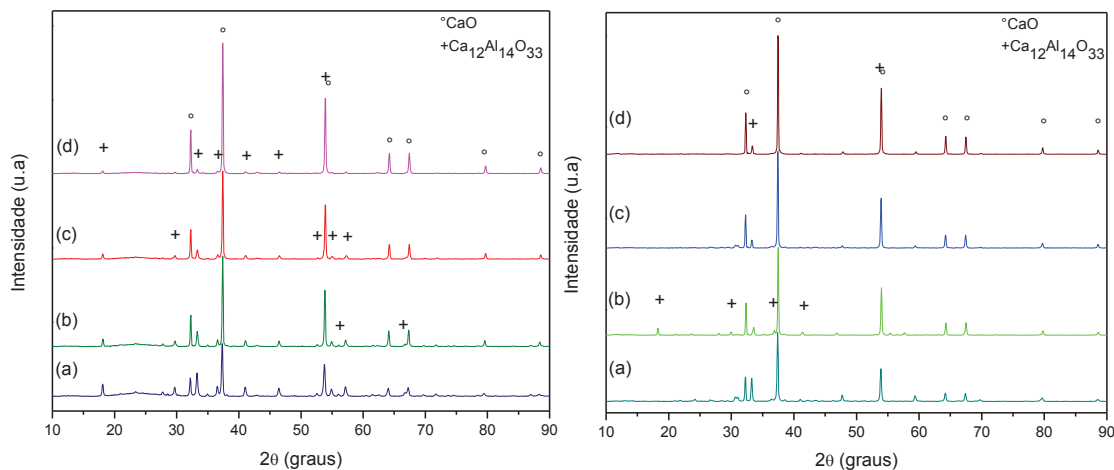 °CaO
+Ca12Al14O33
(d)
(c)
(b)
(a)
Intensidade (u.a)
10 20 30 40 50 60 70 80 90
2θ (graus)
°CaO
+Ca12Al14O33
(d)
(c)
(b)
(a)
Intensidade (u.a)
10 20 30 40 50 60 70 80 90
2θ (graus)